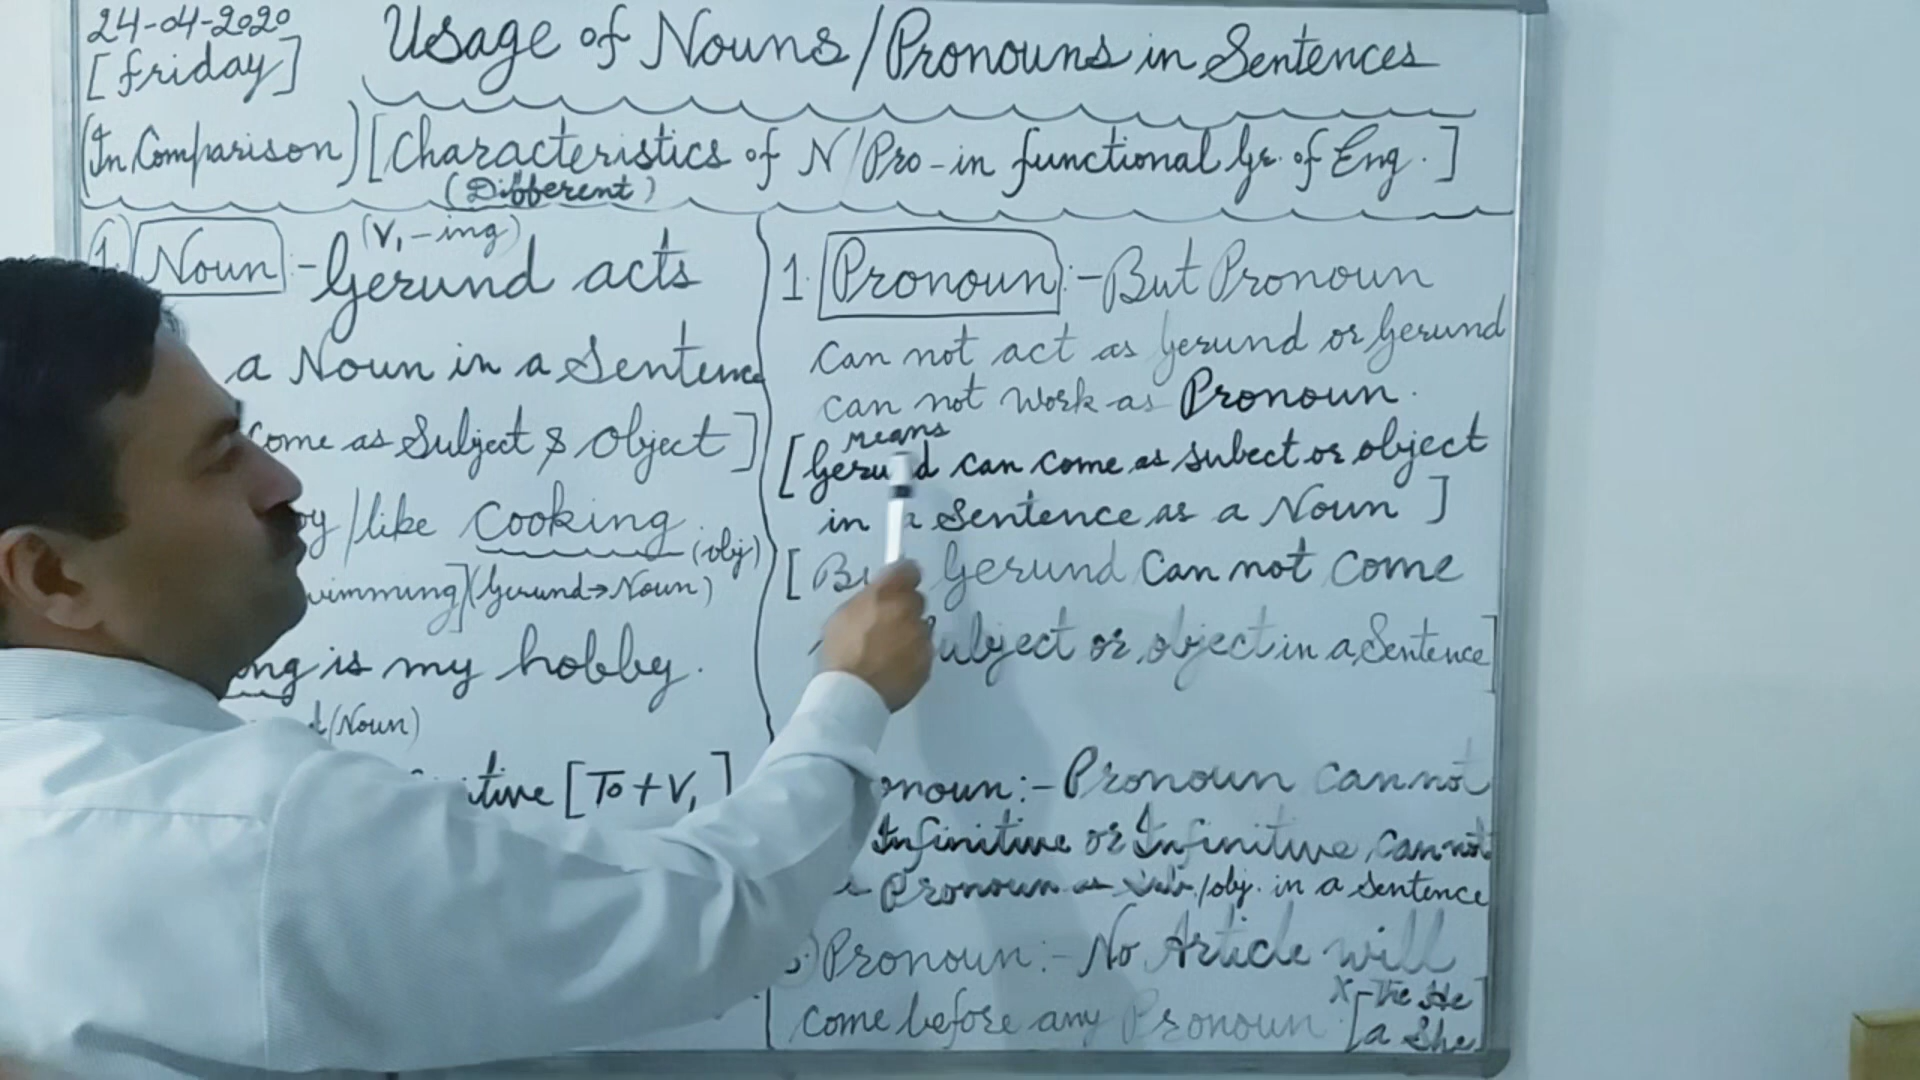 24-04-2020
[friday]
Usage of Nouns/Pronouns in Sentences
(In Comparison) [Characteristics of N/Pro-in functional Gr. of Eng.]
(Different)
1. Noun :- Gerund acts
(V1-ing)
a Noun in a Sentence
come as Subject & Object]
/like Cooking (obj)
(Gerund→Noun)
is my hobby.
(Noun)
[To+V1]
1. Pronoun :- But Pronoun
can not act as Gerund or Gerund
can not work as Pronoun.
means
[Gerund can come as subect or object
in a Sentence as a Noun]
[But Gerund can not come
Subject or object in a Sentence]
Pronoun:- Pronoun cannot
Infinitive or Infinitive cannot
Pronoun as Sub./obj. in a sentence
Pronoun:- No Article will
come before any Pronoun
X [The He]
[a She]